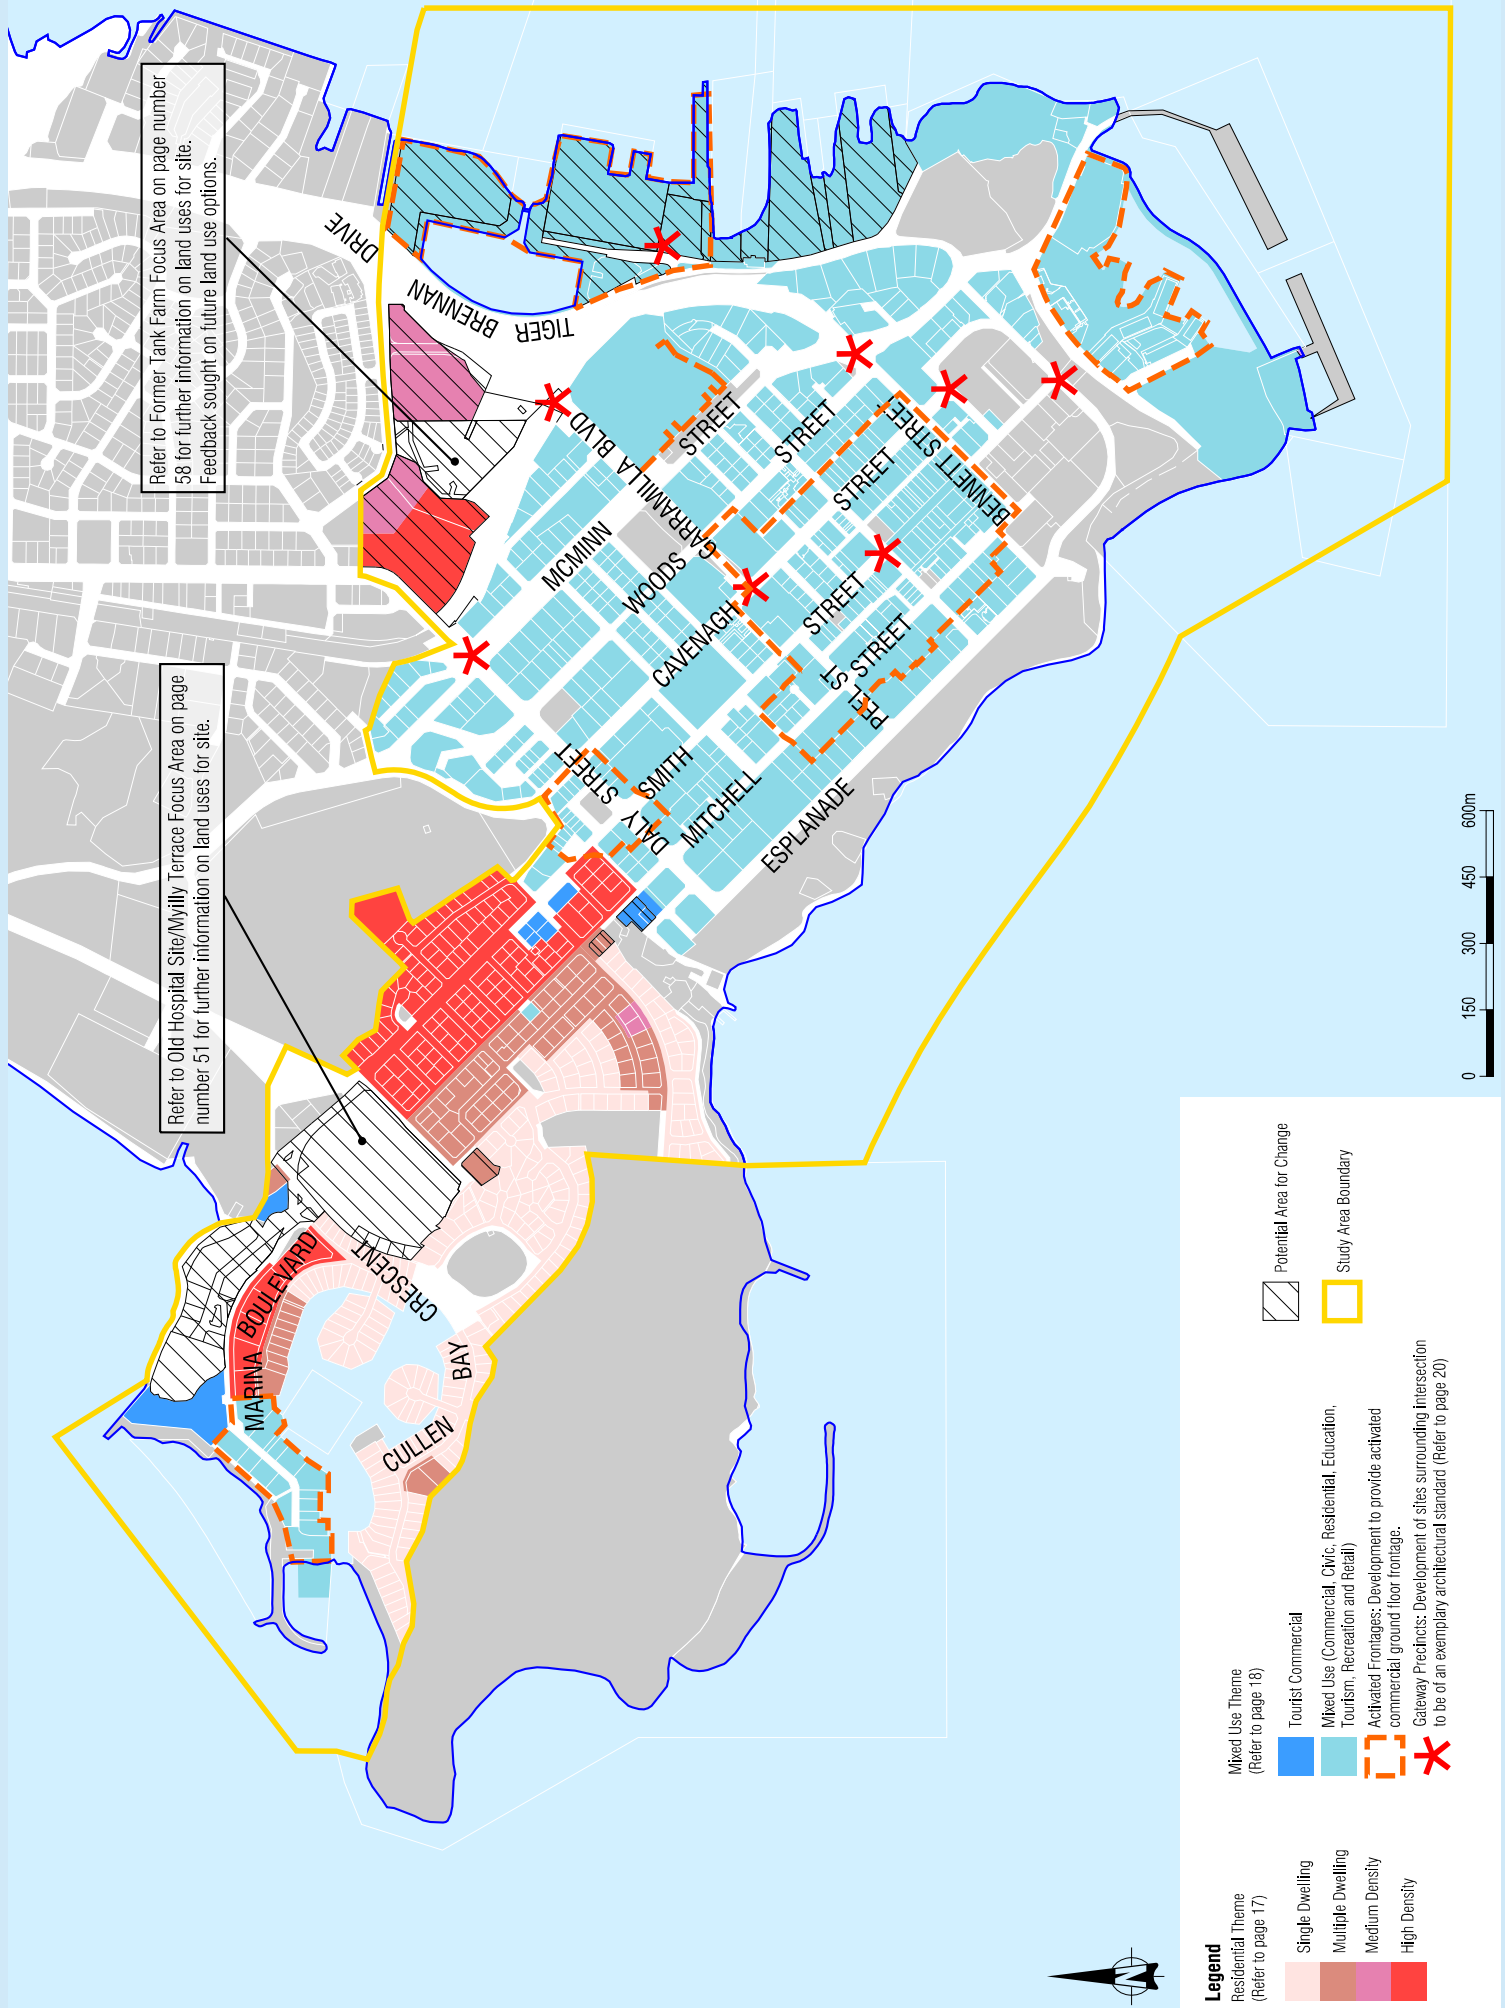 Refer to Old Hospital Site/Myilly Terrace Focus Area on page
number 51 for further information on land uses for site.
Refer to Former Tank Farm Focus Area on page number
58 for further information on land uses for site.
Feedback sought on future land use options.
TIGER BRENNAN DRIVE
GARRAMILLA BLVD
MCMINN STREET
WOODS STREET
CAVENAGH STREET
SMITH STREET
MITCHELL STREET
ESPLANADE
BENNETT STREET
PEEL ST
DALY STREET
MARINA BOULEVARD
CULLEN BAY CRESCENT
Legend
Residential Theme
(Refer to page 17)
Single Dwelling
Multiple Dwelling
Medium Density
High Density
Mixed Use Theme
(Refer to page 18)
Tourist Commercial
Mixed Use (Commercial, Civic, Residential, Education,
Tourism, Recreation and Retail)
Activated Frontages: Development to provide activated
commercial ground floor frontage.
Gateway Precincts: Development of sites surrounding intersection
to be of an exemplary architectural standard (Refer to page 20)
Potential Area for Change
Study Area Boundary
0 150 300 450 600m
N